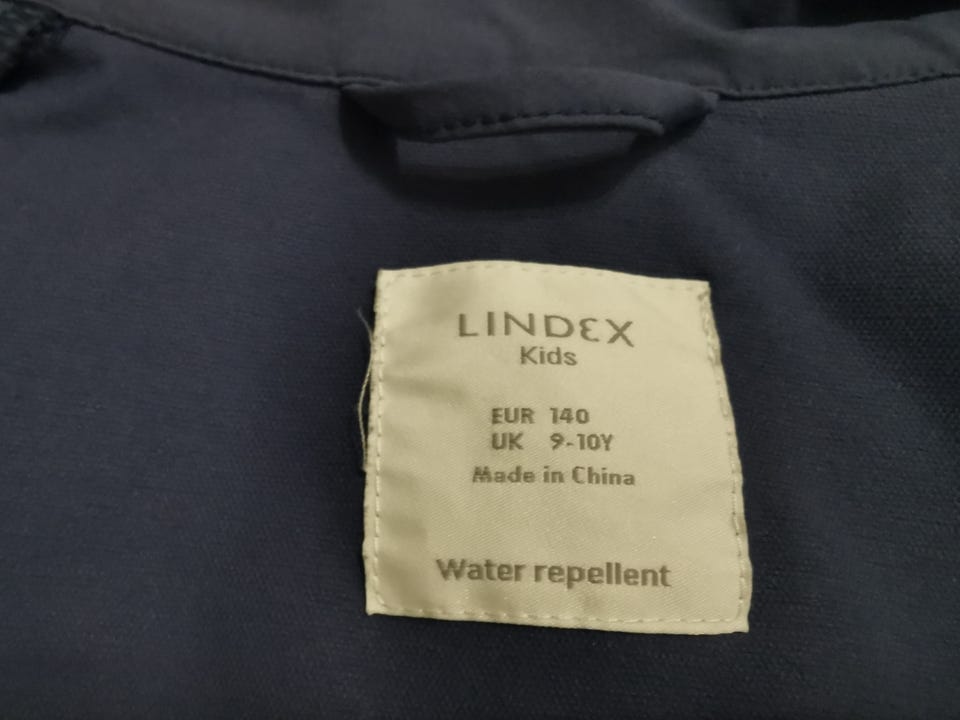 LINDEX
Kids
EUR 140
UK 9-10Y
Made in China
Water repellent